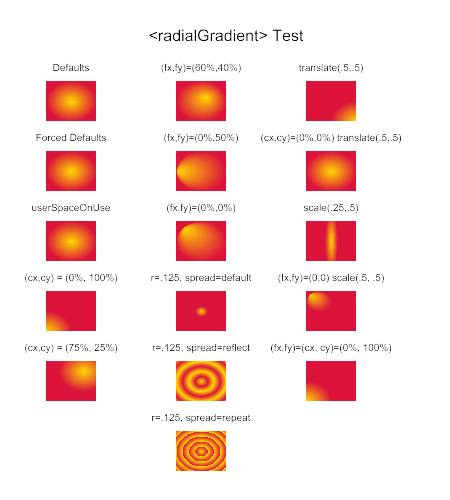 <radialGradient> Test
Defaults
(fx,fy)=(60%,40%)
translate(.5,.5)
Forced Defaults
(fx,fy)=(0%,50%)
(cx,cy)=(0%,0%) translate(.5,.5)
userSpaceOnUse
(fx,fy)=(0%,0%)
scale(.25,.5)
(cx,cy) = (0%, 100%)
r=.125, spread=default
(fx,fy)=(0,0) scale(.5, .5)
(cx,cy) = (75%, 25%)
r=.125, spread=reflect
(fx,fy)=(cx, cy)=(0%, 100%)
r=.125, spread=repeat